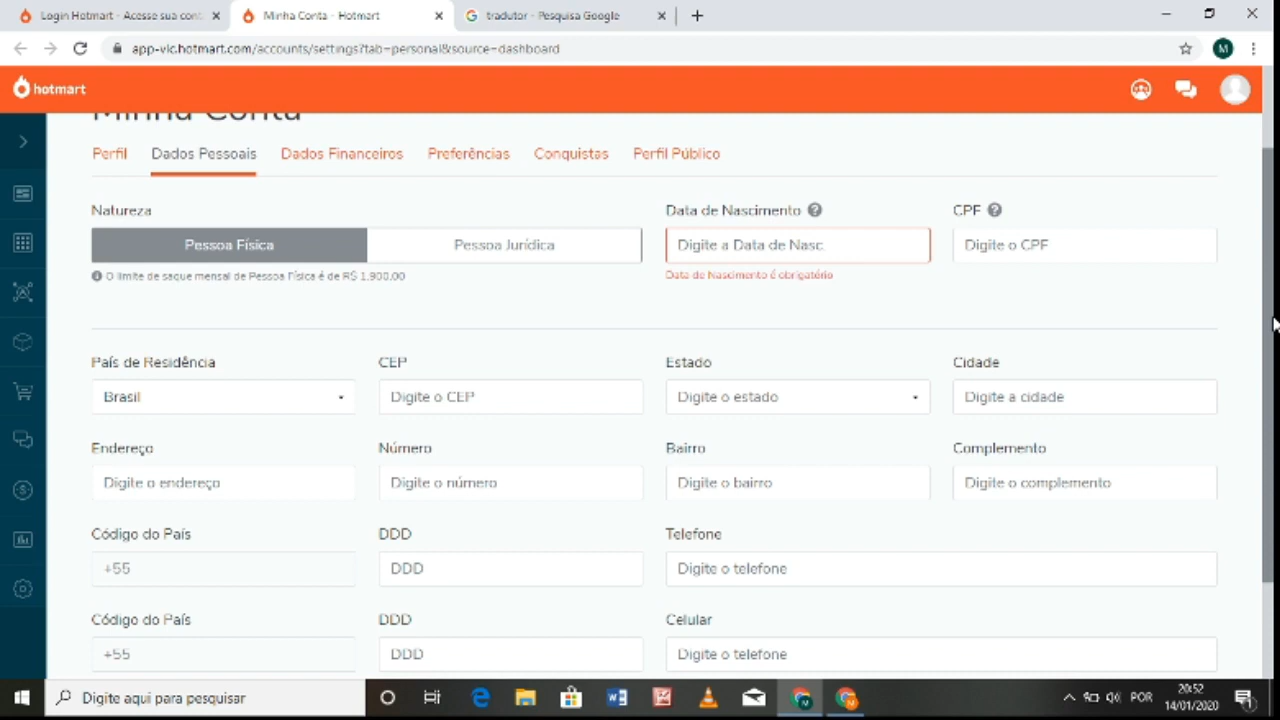 Login Hotmart - Acesse sua cont
Minha Conta - Hotmart
tradutor - Pesquisa Google
app-vlc.hotmart.com/accounts/settings?tab=personal&source=dashboard
M
hotmart
Minha Conta
Perfil Dados Pessoais Dados Financeiros Preferências Conquistas Perfil Público
Natureza Data de Nascimento ? CPF ?
Pessoa Física Pessoa Jurídica Digite a Data de Nasc. Digite o CPF
O limite de saque mensal de Pessoa Física é de R$ 1.900,00 Data de Nascimento é obrigatório
País de Residência CEP Estado Cidade
Brasil Digite o CEP Digite o estado Digite a cidade
Endereço Número Bairro Complemento
Digite o endereço Digite o número Digite o bairro Digite o complemento
Código do País DDD Telefone
+55 DDD Digite o telefone
Código do País DDD Celular
+55 DDD Digite o telefone
Digite aqui para pesquisar
POR
20:52
14/01/2020